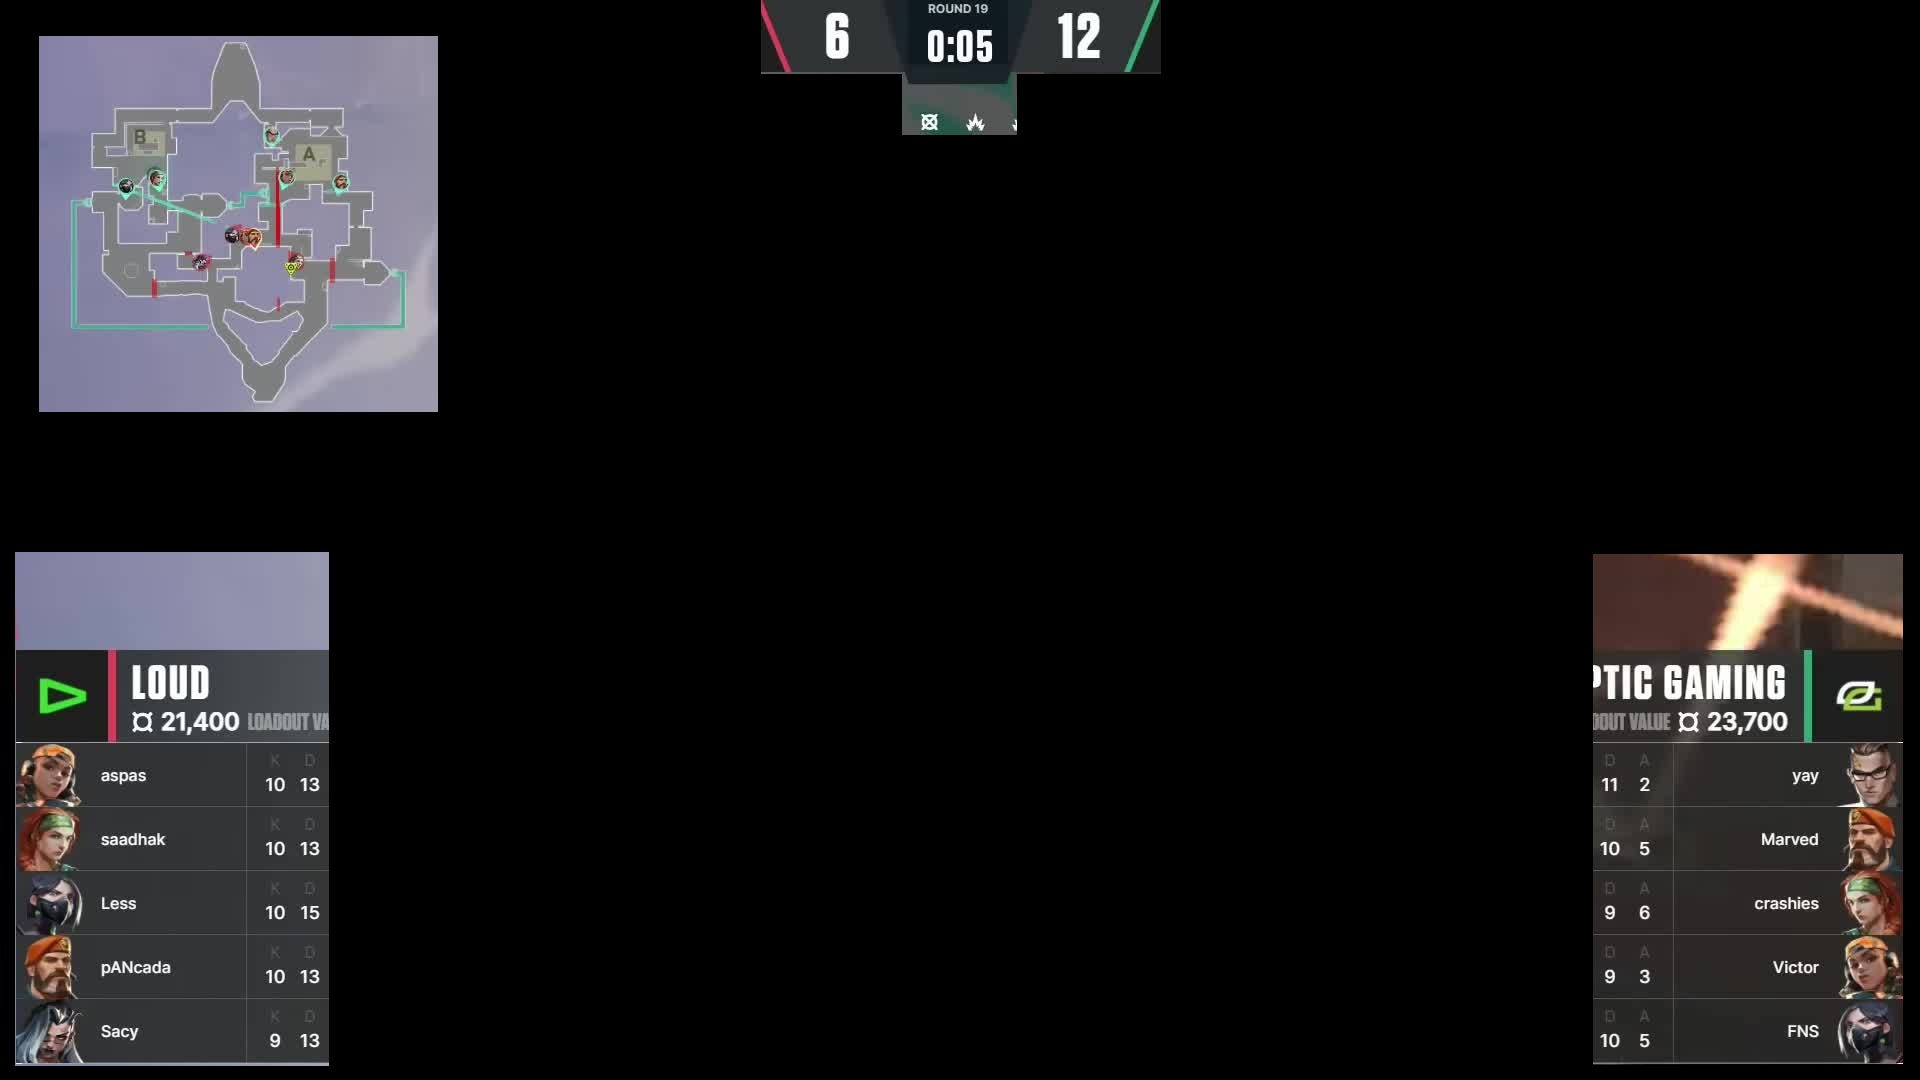 ROUND 19
6
0:05
12
B
A
LOUD
21,400 LOADOUT VA
K D
aspas 10 13
K D
saadhak 10 13
K D
Less 10 15
K D
pANcada 10 13
K D
Sacy 9 13
PTIC GAMING
OUT VALUE 23,700
D A
11 2 yay
D A
10 5 Marved
D A
9 6 crashies
D A
9 3 Victor
D A
10 5 FNS